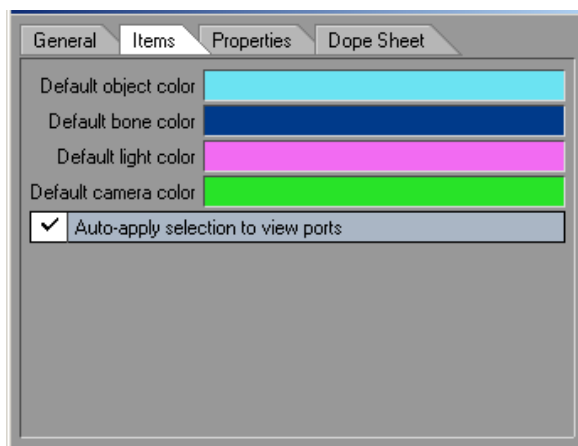 General Items Properties Dope Sheet
Default object color
Default bone color
Default light color
Default camera color
Auto-apply selection to view ports